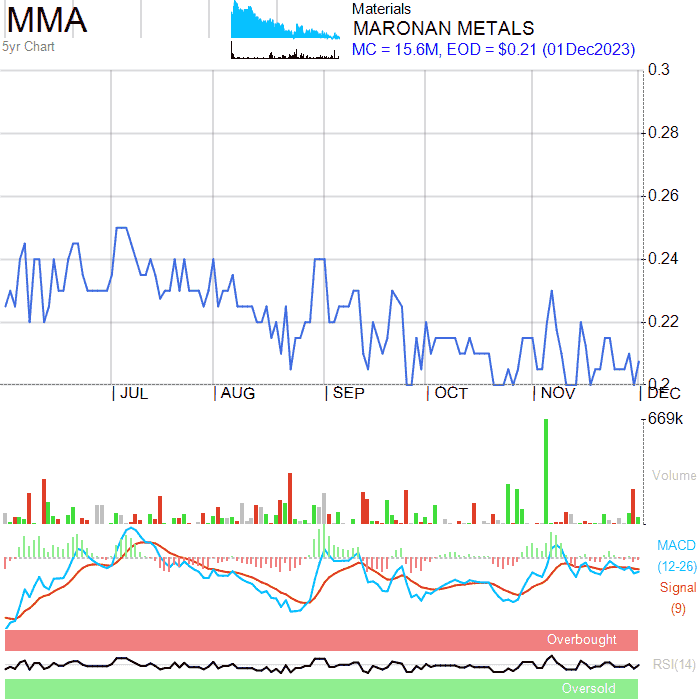 MMA
5yr Chart
Materials
MARONAN METALS
MC = 15.6M, EOD = $0.21 (01Dec2023)
0.3
0.28
0.26
0.24
0.22
0.2
JUL
AUG
SEP
OCT
NOV
DEC
669k
Volume
MACD
(12-26)
Signal
(9)
Overbought
RSI(14)
Oversold